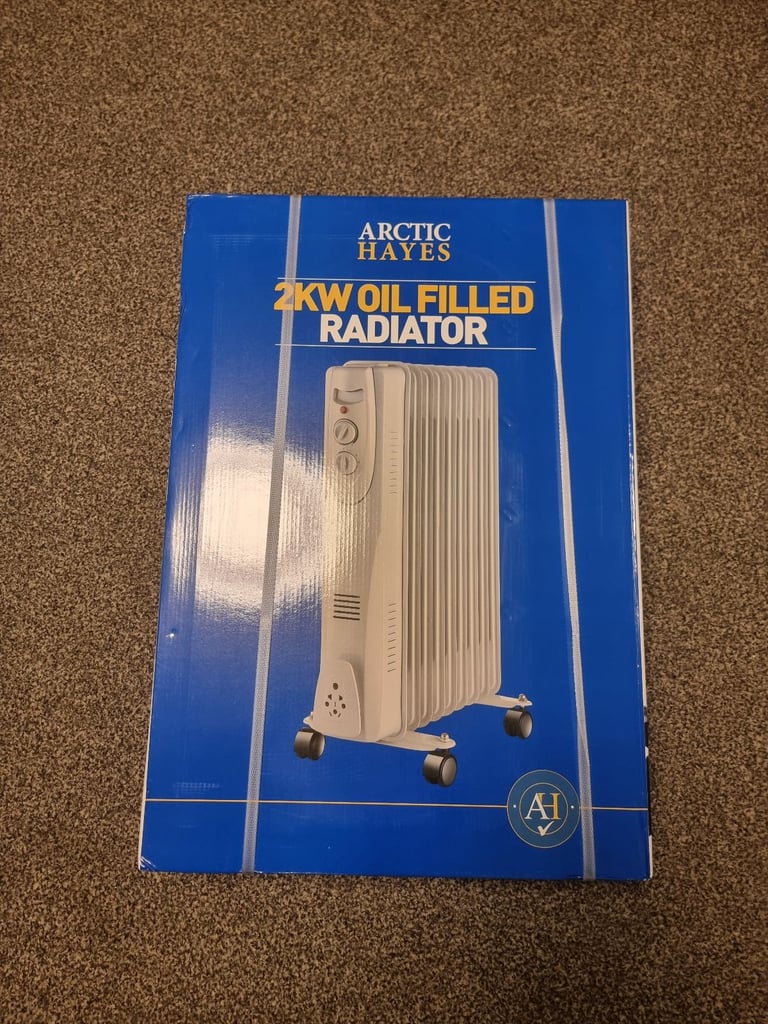 ARCTIC
HAYES
2KW OIL FILLED
RADIATOR
AH